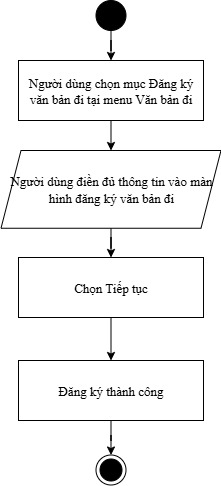 Người dùng chọn mục Đăng ký
văn bản đi tại menu Văn bản đi
Người dùng điền đủ thông tin vào màn
hình đăng ký văn bản đi
Chọn Tiếp tục
Đăng ký thành công